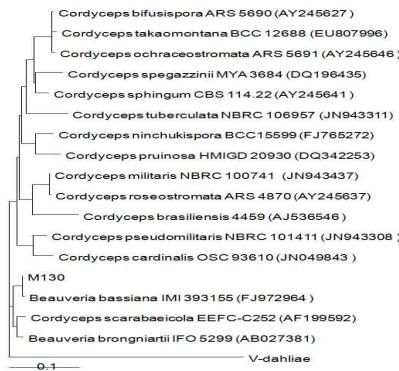 Cordyceps bifusispora ARS 5690 (AY245627)
Cordyceps takaomontana BCC 12688 (EU807996)
Cordyceps ochraceostromata ARS 5691 (AY245646)
Cordyceps spegazzinii MYA 3684 (DQ196435)
Cordyceps sphingum CBS 114.22 (AY245641)
Cordyceps tuberculata NBRC 106957 (JN943311)
Cordyceps ninchukispora BCC15599 (FJ765272)
Cordyceps pruinosa HMIGD 20930 (DQ342253)
Cordyceps militaris NBRC 100741 (JN943437)
Cordyceps roseostromata ARS 4870 (AY245637)
Cordyceps brasiliensis 4459 (AJ536546)
Cordyceps pseudomilitaris NBRC 101411 (JN943308)
Cordyceps cardinalis OSC 93610 (JN049843)
M130
Beauveria bassiana IMI 393155 (FJ972964)
Cordyceps scarabaeicola EEFC-C252 (AF199592)
Beauveria brongniartii IFO 5299 (AB027381)
V-dahliae
0.1